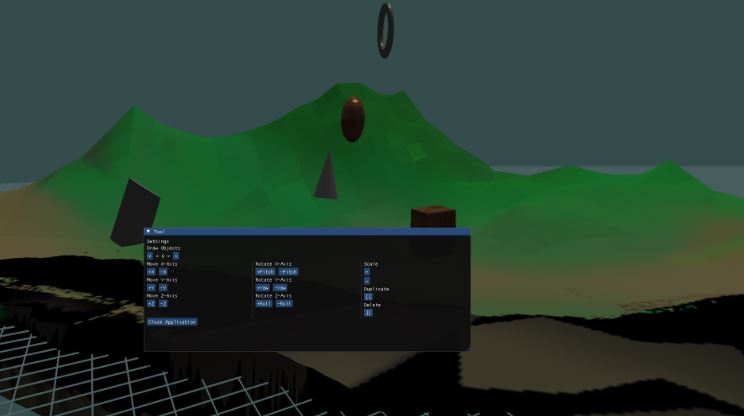 Tool
Settings
Draw Objects
Move X-Axis
+X -X
Move Y-Axis
+Y -Y
Move Z-Axis
+Z -Z
Close Application
Rotate X-Axis
+Pitch -Pitch
Rotate Y-Axis
+Yaw -Yaw
Rotate Z-Axis
+Roll -Roll
Scale
+
-
Duplicate
Delete